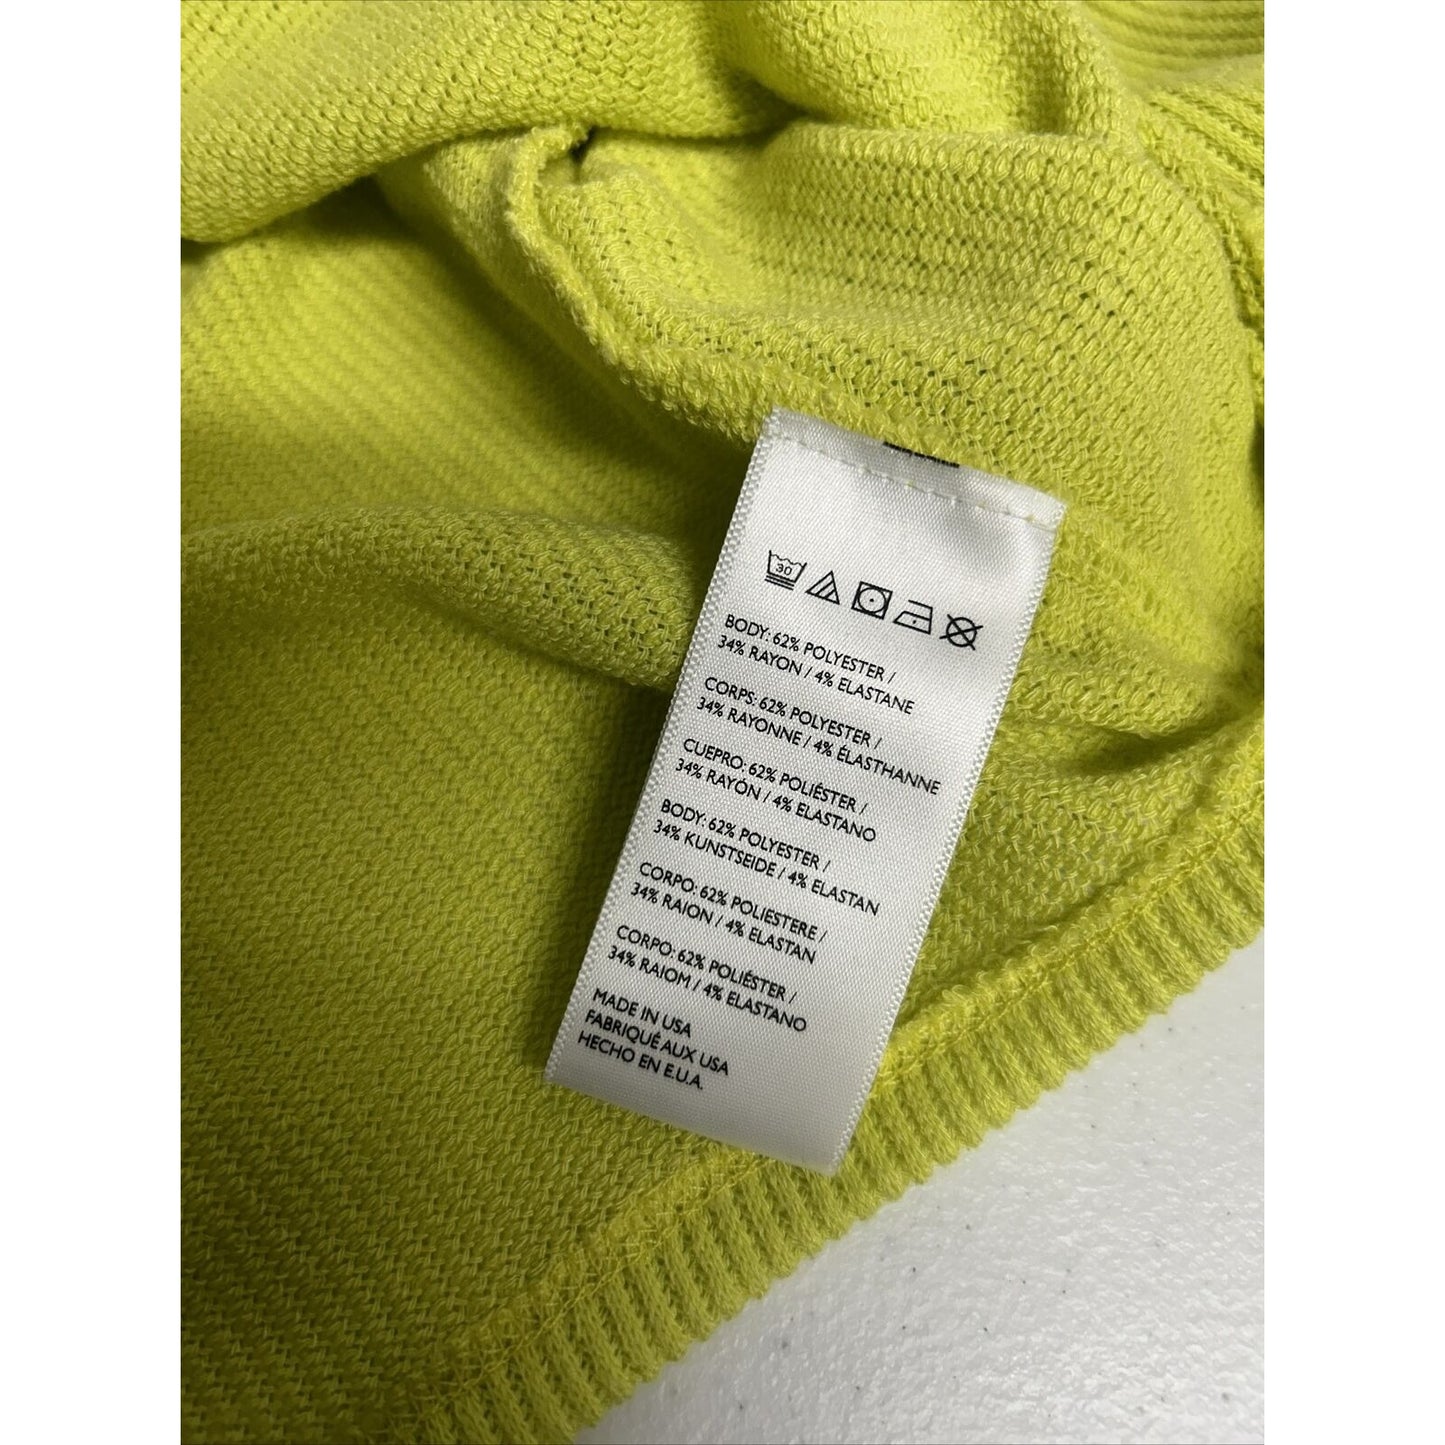 30
BODY: 62% POLYESTER /
34% RAYON / 4% ELASTANE
CORPS: 62% POLYESTER /
34% RAYONNE / 4% ÉLASTHANNE
CUEPRO: 62% POLIÉSTER /
34% RAYÓN / 4% ELASTANO
BODY: 62% POLYESTER /
34% KUNSTSEIDE / 4% ELASTAN
CORPO: 62% POLIESTERE /
34% RAION / 4% ELASTAN
CORPO: 62% POLIÉSTER /
34% RAIOM / 4% ELASTANO
MADE IN USA
FABRIQUÉ AUX USA
HECHO EN E.U.A.